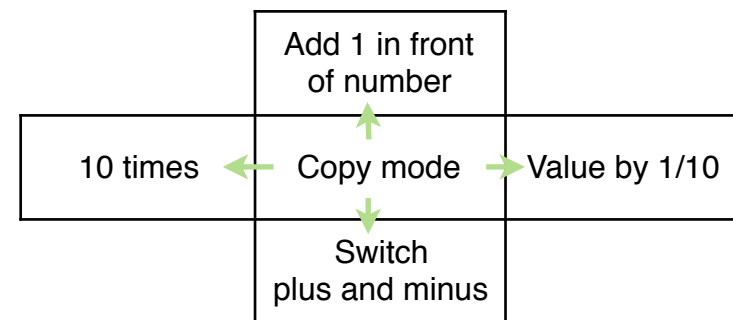 Add 1 in front
of number
10 times
Copy mode
Value by 1/10
Switch
plus and minus